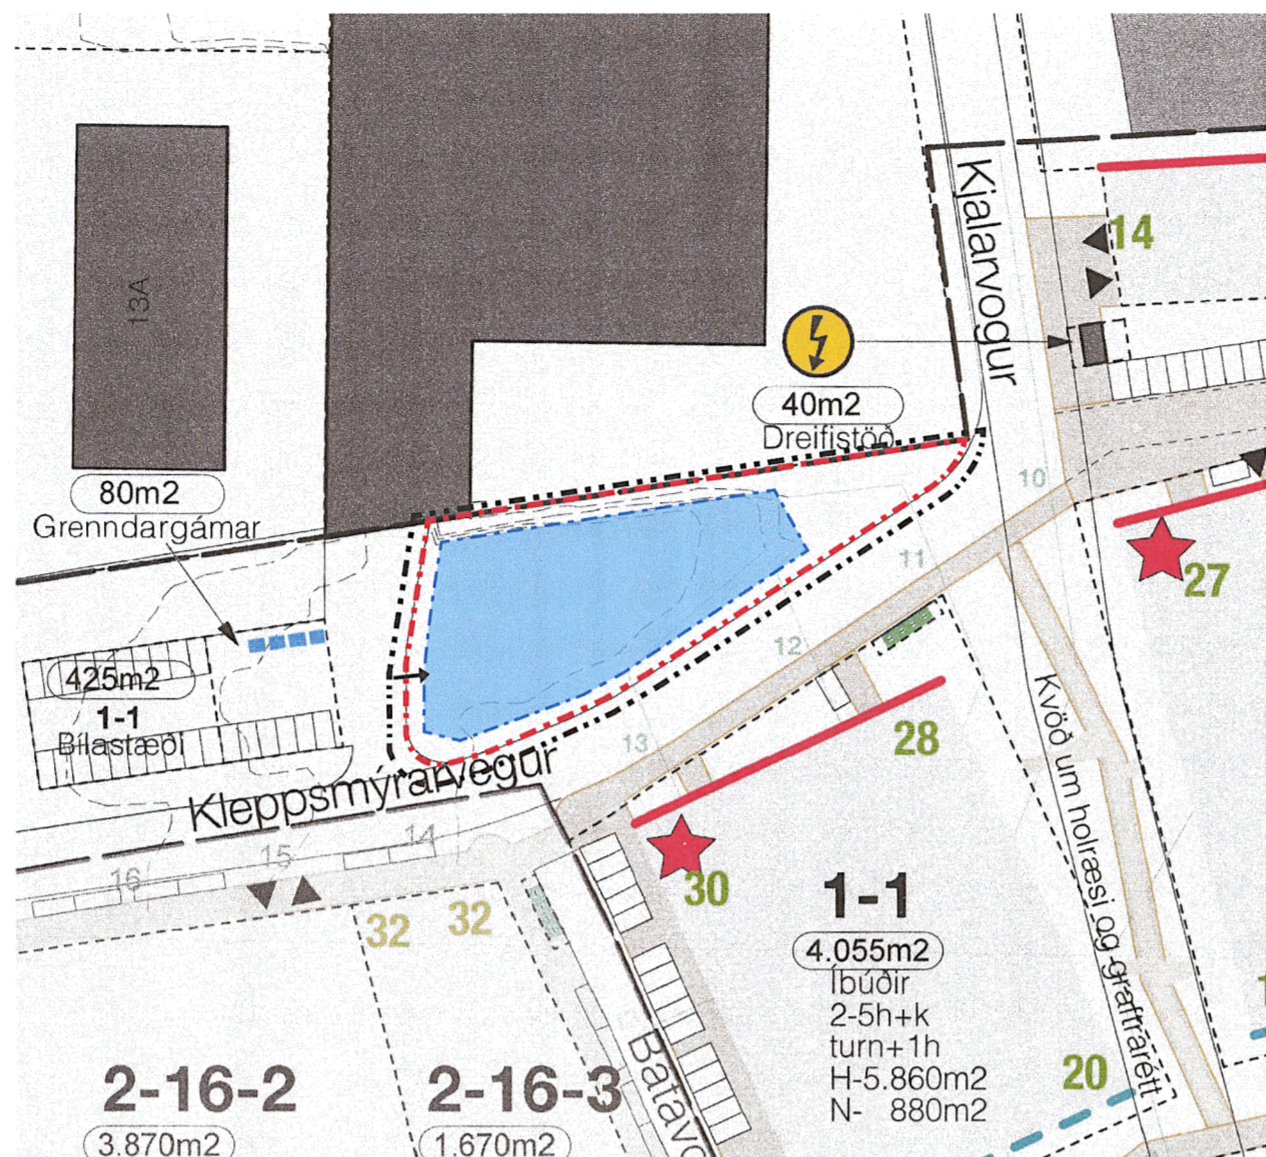 13A
Kjalarvogur
14
40m2
Dreifistöð
80m2
Grenndargámar
10
27
11
12
425m2
1-1
Bílastæði
13
28
Kleppsmýrarvegur
14
15
16
30
32
32
1-1
4.055m2
Íbúðir
2-5h+k
turn+1h
H-5.860m2
N- 880m2
Kvöð um holræsi og graftrarétt
20
2-16-2
3.870m2
2-16-3
1.670m2
Bátavo